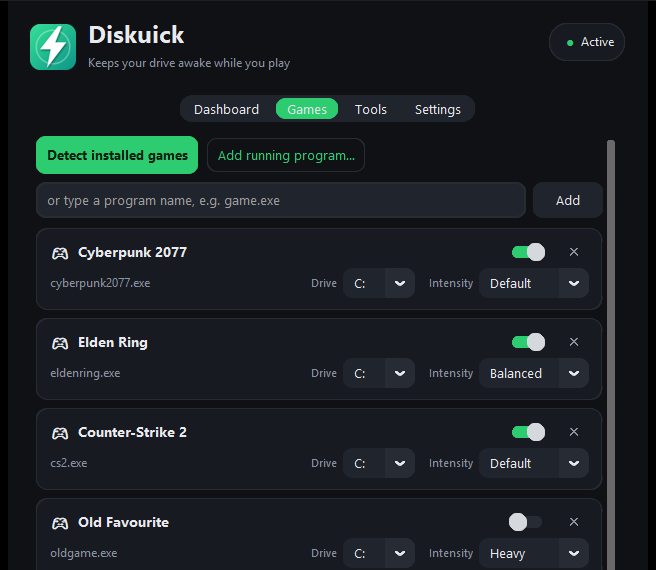 Diskuick
Keeps your drive awake while you play
Active
Dashboard Games Tools Settings
Detect installed games Add running program...
or type a program name, e.g. game.exe Add
Cyberpunk 2077
cyberpunk2077.exe Drive C: Intensity Default
Elden Ring
eldenring.exe Drive C: Intensity Balanced
Counter-Strike 2
cs2.exe Drive C: Intensity Default
Old Favourite
oldgame.exe Drive C: Intensity Heavy